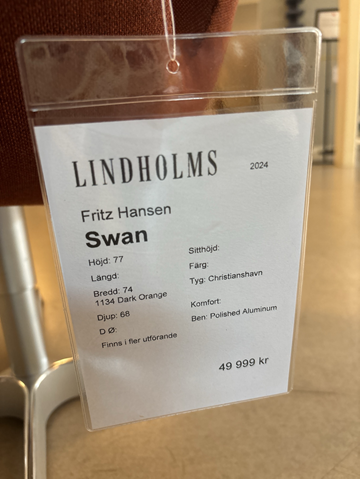 LINDHOLMS
2024
Fritz Hansen
Swan
Höjd: 77
Längd:
Bredd: 74
1134 Dark Orange
Djup: 68
D Ø:
Finns i fler utförande
Sitthöjd:
Färg:
Tyg: Christianshavn
Komfort:
Ben: Polished Aluminum
49 999 kr